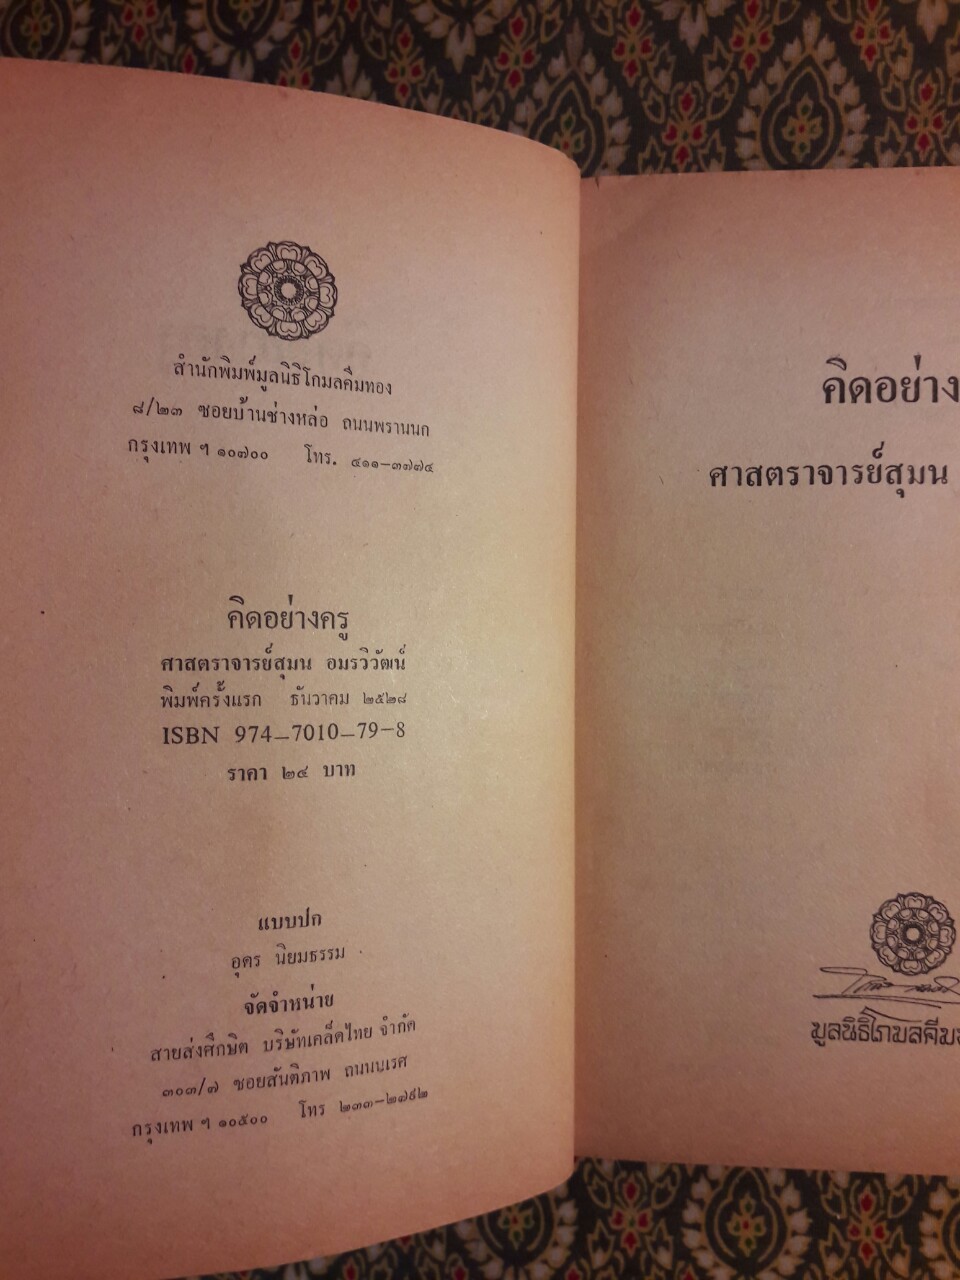 สำนักพิมพ์มูลนิธิโกมลคีมทอง
๘/๒๓ ซอยบ้านช่างหล่อ ถนนพรานนก
กรุงเทพ ฯ ๑๐๗๐๐ โทร. ๔๑๑–๓๗๗๔
คิดอย่างครู
ศาสตราจารย์สุมน อมรวิวัฒน์
พิมพ์ครั้งแรก ธันวาคม ๒๕๒๘
ISBN 974–7010–79–8
ราคา ๒๔ บาท
แบบปก
อุดร นิยมธรรม
จัดจำหน่าย
สายส่งศึกษิต บริษัทเคล็ดไทย จำกัด
๓๐๓/๗ ซอยสันติภาพ ถนนนเรศ
กรุงเทพ ฯ ๑๐๕๐๐ โทร ๒๓๓–๒๗๙๒
คิดอย่าง
ศาสตราจารย์สุมน
มูลนิธิโกมลคีม